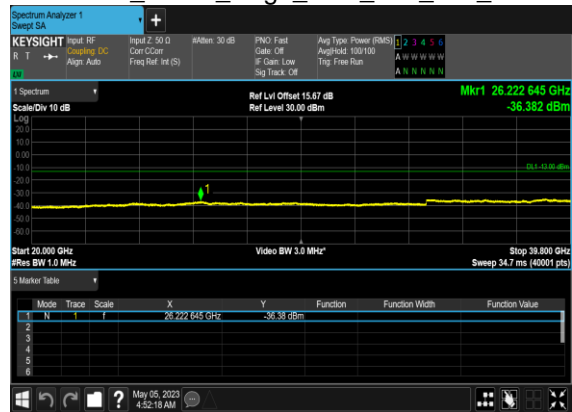 Spectrum Analyzer 1
Swept SA
+
KEYSIGHT Input: RF Input Z: 50 Ω #Atten: 30 dB PNO: Fast Avg Type: Power (RMS) 1 2 3 4 5 6
R T Coupling: DC Corr CCorr Gate: Off Avg|Hold: 100/100 A W W W W W
Align: Auto Freq Ref: Int (S) IF Gain: Low Trig: Free Run
Sig Track: Off A N N N N N
1 Spectrum Ref Lvl Offset 15.67 dB Mkr1 26.222 645 GHz
Scale/Div 10 dB Ref Level 30.00 dBm -36.382 dBm
Log
20.0
10.0
0.00
-10.0 DL1 -13.00 dBm
-20.0
-30.0 1
-40.0
-50.0
-60.0
Start 20.000 GHz Video BW 3.0 MHz* Stop 39.800 GHz
#Res BW 1.0 MHz Sweep 34.7 ms (40001 pts)
5 Marker Table
Mode Trace Scale X Y Function Function Width Function Value
1 N 1 f 26.222 645 GHz -36.38 dBm
2
3
4
5
6
? May 05, 2023
4:52:18 AM